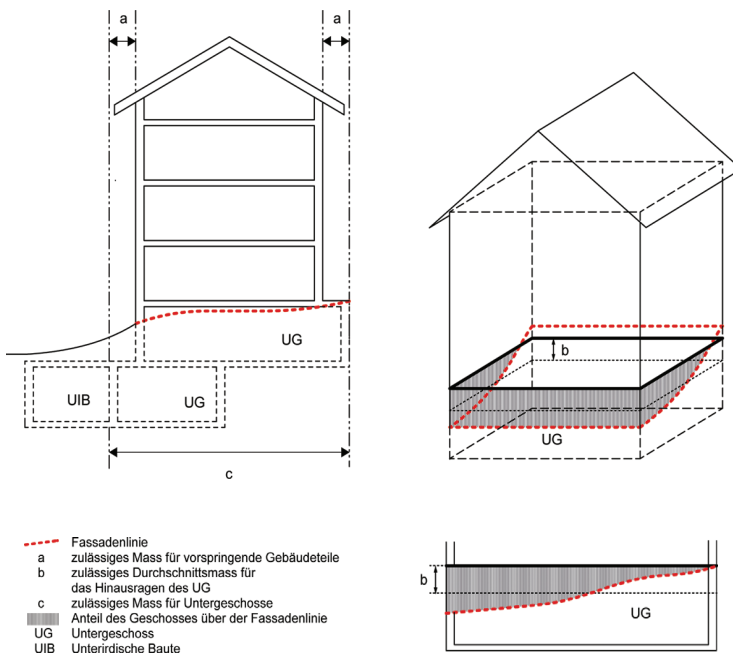 a
a
UG
UIB
UG
c
b
UG
Fassadenlinie
a zulässiges Mass für vorspringende Gebäudeteile
b zulässiges Durchschnittsmass für
das Hinausragen des UG
c zulässiges Mass für Untergeschosse
Anteil des Geschosses über der Fassadenlinie
UG Untergeschoss
UIB Unterirdische Baute
b
UG